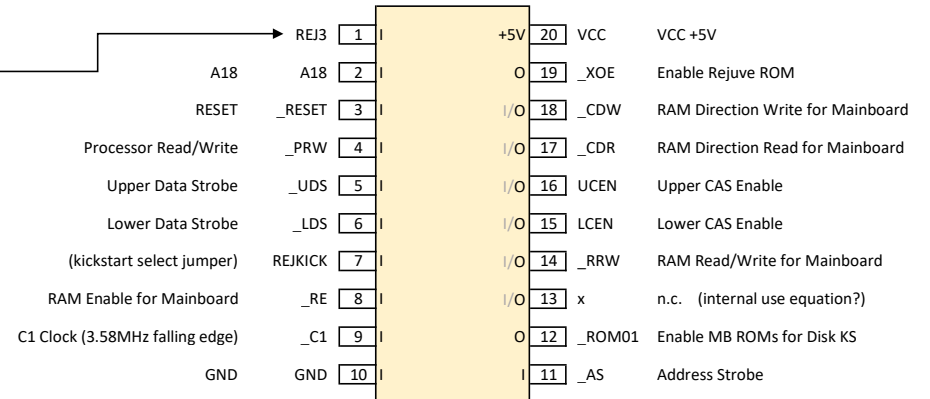 REJ3 1 I +5V 20 VCC VCC +5V
A18 A18 2 I O 19 _XOE Enable Rejuve ROM
RESET _RESET 3 I I/O 18 _CDW RAM Direction Write for Mainboard
Processor Read/Write _PRW 4 I I/O 17 _CDR RAM Direction Read for Mainboard
Upper Data Strobe _UDS 5 I I/O 16 UCEN Upper CAS Enable
Lower Data Strobe _LDS 6 I I/O 15 LCEN Lower CAS Enable
(kickstart select jumper) REJKICK 7 I I/O 14 _RRW RAM Read/Write for Mainboard
RAM Enable for Mainboard _RE 8 I I/O 13 x n.c. (internal use equation?)
C1 Clock (3.58MHz falling edge) _C1 9 I O 12 _ROM01 Enable MB ROMs for Disk KS
GND GND 10 I I 11 _AS Address Strobe